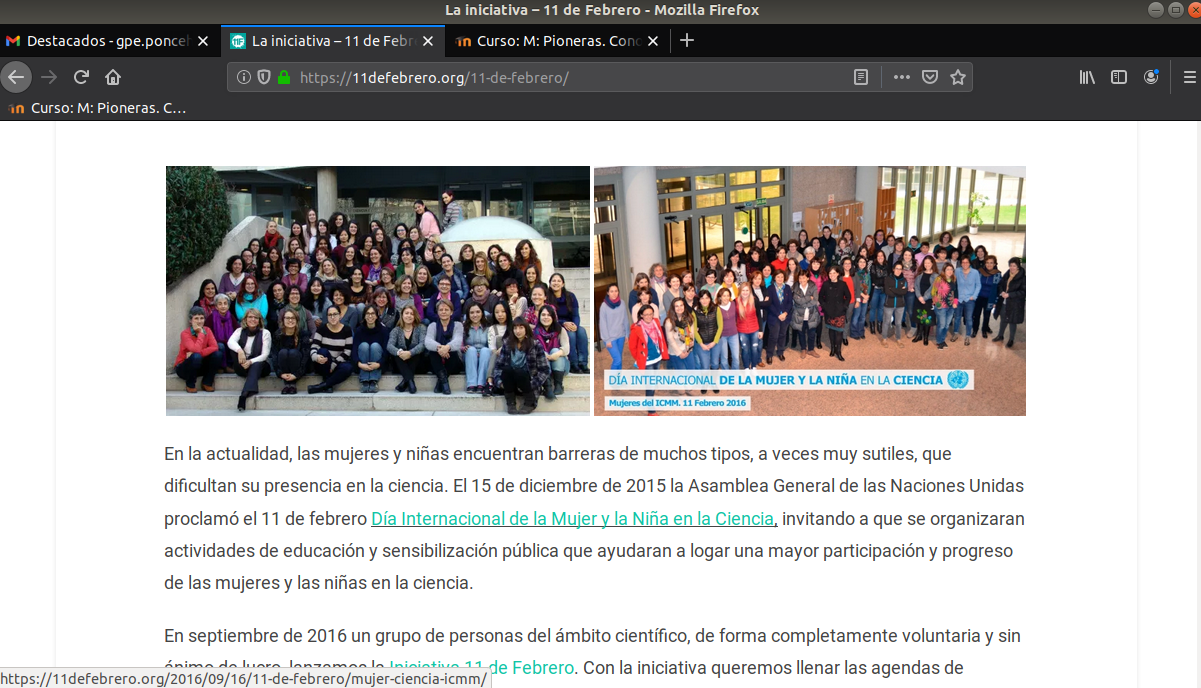 La iniciativa – 11 de Febrero - Mozilla Firefox
Destacados - gpe.ponceh
La iniciativa – 11 de Febr
Curso: M: Pioneras. Conc
https://11defebrero.org/11-de-febrero/
Curso: M: Pioneras. C…
DÍA INTERNACIONAL DE LA MUJER Y LA NIÑA EN LA CIENCIA
Mujeres del ICMM. 11 Febrero 2016
En la actualidad, las mujeres y niñas encuentran barreras de muchos tipos, a veces muy sutiles, que
dificultan su presencia en la ciencia. El 15 de diciembre de 2015 la Asamblea General de las Naciones Unidas
proclamó el 11 de febrero Día Internacional de la Mujer y la Niña en la Ciencia, invitando a que se organizaran
actividades de educación y sensibilización pública que ayudaran a logar una mayor participación y progreso
de las mujeres y las niñas en la ciencia.
En septiembre de 2016 un grupo de personas del ámbito científico, de forma completamente voluntaria y sin
ánimo de lucro, lanzamos la Iniciativa 11 de Febrero. Con la iniciativa queremos llenar las agendas de
https://11defebrero.org/2016/09/16/11-de-febrero/mujer-ciencia-icmm/